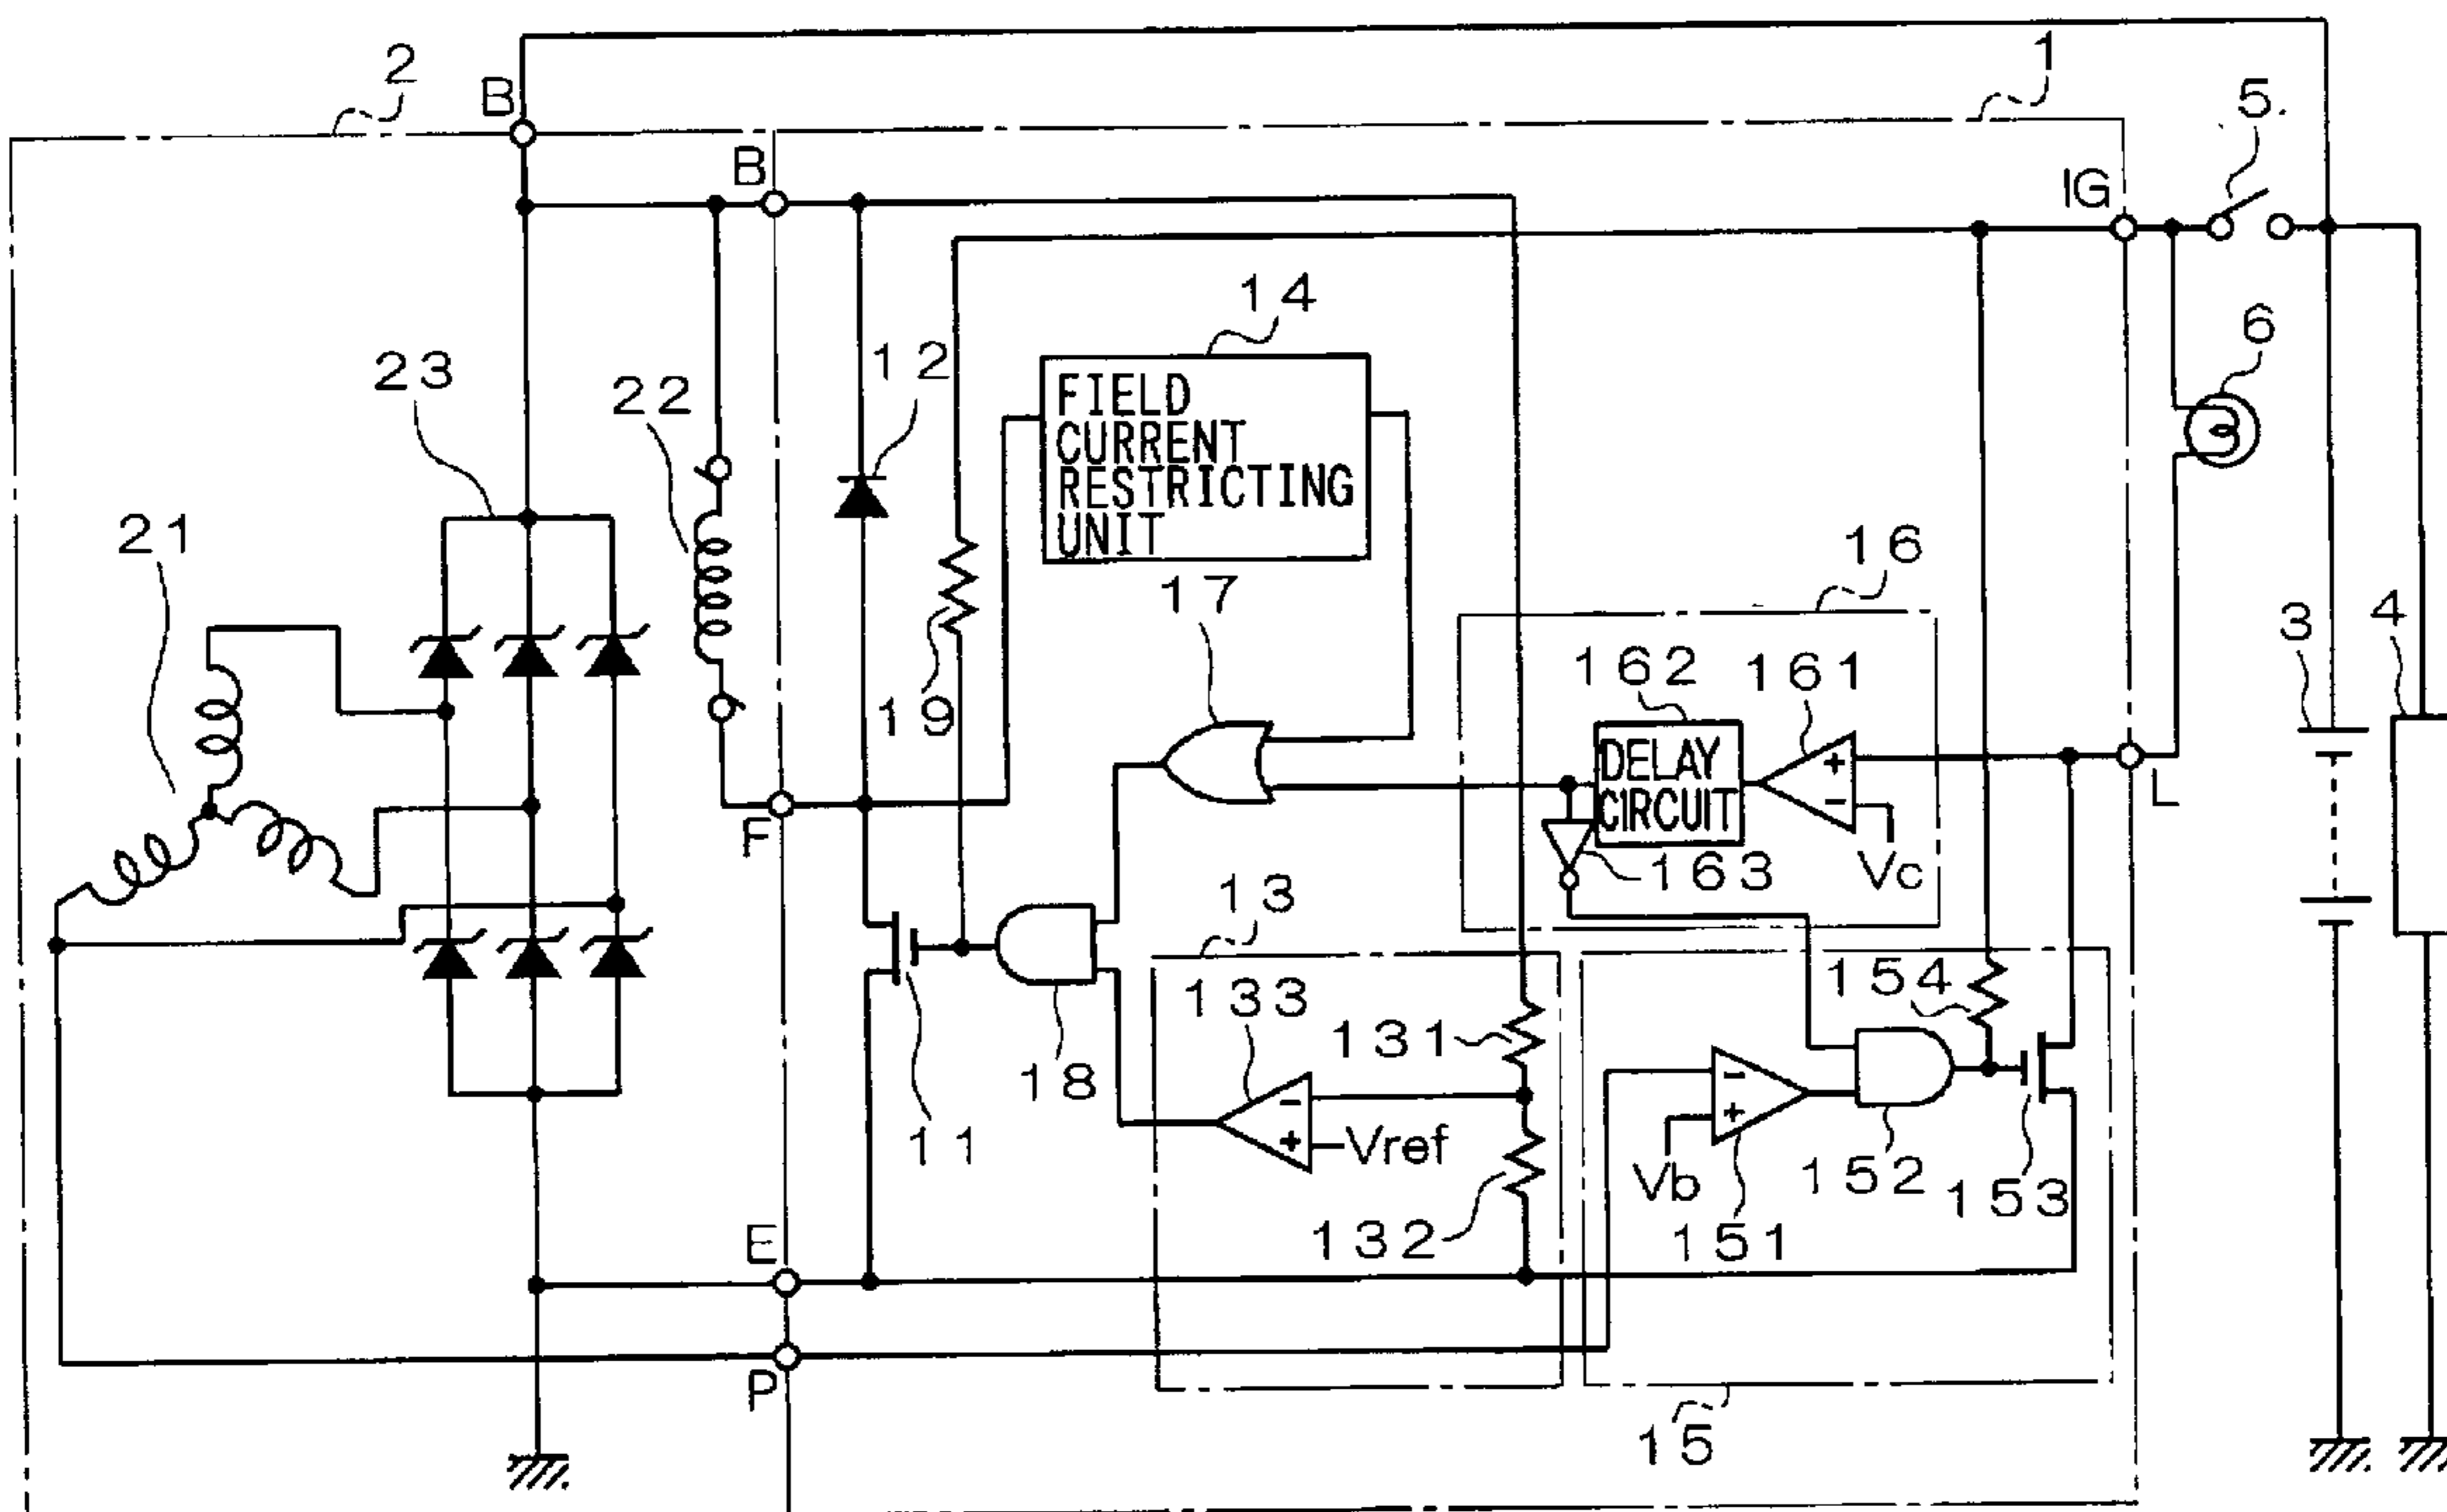 2
1
B
5
B
IG
14
12
6
23
22
FIELD
CURRENT
RESTRICTING
UNIT
21
16
17
3
4
162
161
19
DELAY
CIRCUIT
+
-
L
F
163
Vc
13
154
133
131
18
-
+
Vref
-
+
11
Vb
152
153
132
151
E
P
15